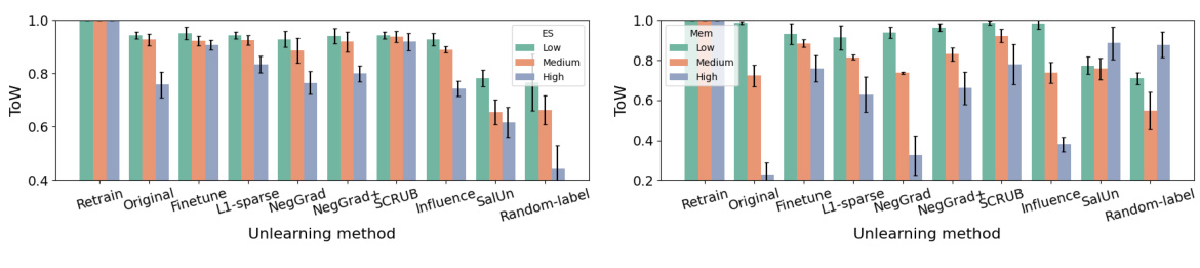 1.0
0.8
0.6
0.4
ToW
ES
Low
Medium
High
Retrain
Original
Finetune
L1-sparse
NegGrad
NegGrad+
SCRUB
Influence
SalUn
Random-label
Unlearning method
1.0
0.8
0.6
0.4
0.2
ToW
Mem
Low
Medium
High
Retrain
Original
Finetune
L1-sparse
NegGrad
NegGrad+
SCRUB
Influence
SalUn
Random-label
Unlearning method